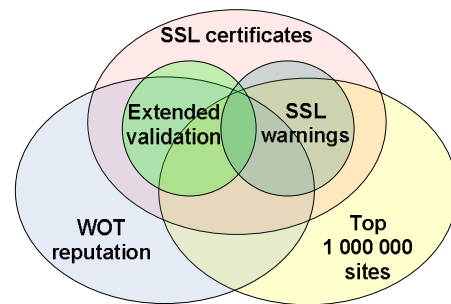 SSL certificates
Extended
validation
SSL
warnings
WOT
reputation
Top
1 000 000
sites